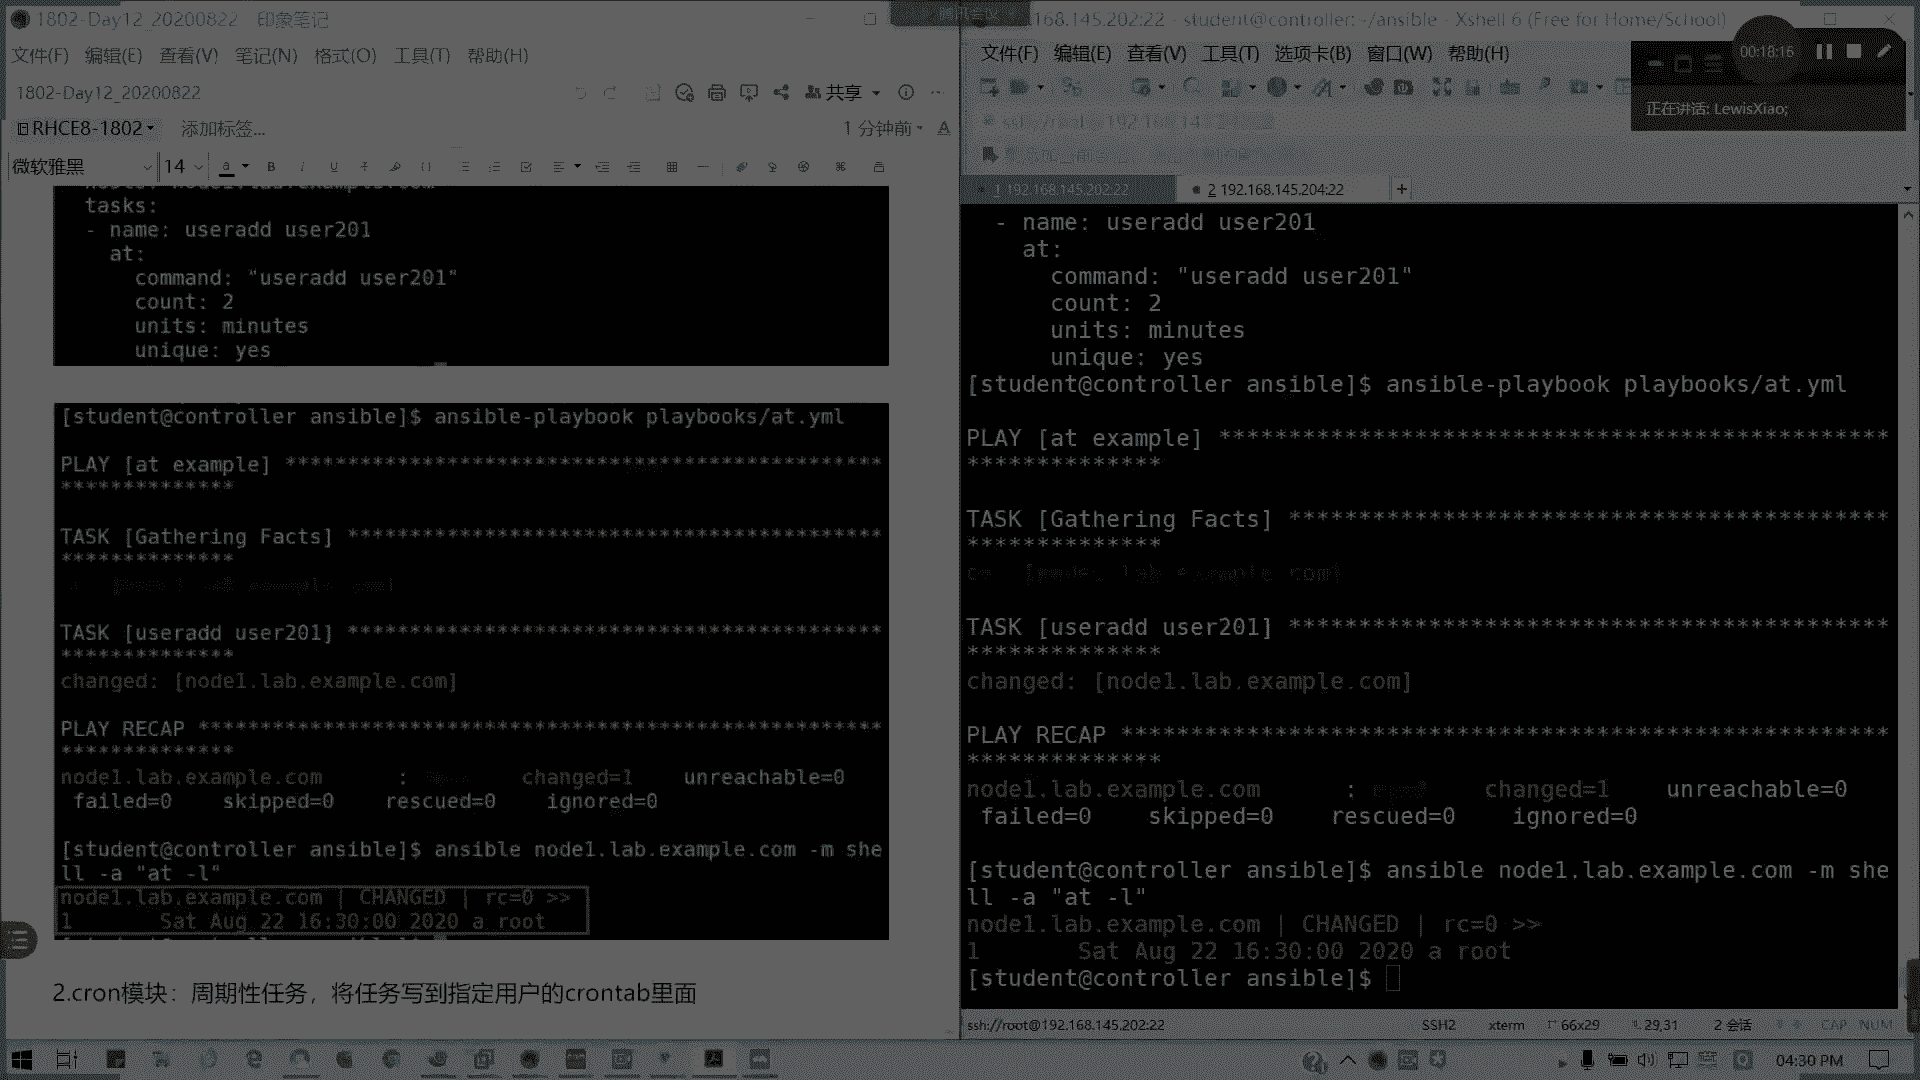 1802-Day12_20200822 - 印象笔记
文件(F) 编辑(E) 查看(V) 笔记(N) 格式(O) 工具(T) 帮助(H)
1802-Day12_20200822
共享
RHCE8-1802
添加标签...
1 分钟前
微软雅黑
14
tasks:
- name: useradd user201
at:
command: "useradd user201"
count: 2
units: minutes
unique: yes
[student@controller ansible]$ ansible-playbook playbooks/at.yml
PLAY [at example] ************************************************
**************
TASK [Gathering Facts] *******************************************
**************
TASK [useradd user201] *******************************************
**************
changed: [node1.lab.example.com]
PLAY RECAP *******************************************************
**************
node1.lab.example.com : changed=1 unreachable=0
failed=0 skipped=0 rescued=0 ignored=0
[student@controller ansible]$ ansible node1.lab.example.com -m she
ll -a "at -l"
node1.lab.example.com | CHANGED | rc=0 >>
1 Sat Aug 22 16:30:00 2020 a root
2.cron模块：周期性任务，将任务写到指定用户的crontab里面
168.145.202:22 - student@controller:~/ansible - Xshell 6 (Free for Home/School)
文件(F) 编辑(E) 查看(V) 工具(T) 选项卡(B) 窗口(W) 帮助(H)
00:18:16
正在讲话: LewisXiao;
1 192.168.145.202:22
2 192.168.145.204:22
- name: useradd user201
at:
command: "useradd user201"
count: 2
units: minutes
unique: yes
[student@controller ansible]$ ansible-playbook playbooks/at.yml
PLAY [at example] ************************************************
**************
TASK [Gathering Facts] *******************************************
**************
TASK [useradd user201] *******************************************
**************
changed: [node1.lab.example.com]
PLAY RECAP *******************************************************
**************
node1.lab.example.com : changed=1 unreachable=0
failed=0 skipped=0 rescued=0 ignored=0
[student@controller ansible]$ ansible node1.lab.example.com -m she
ll -a "at -l"
node1.lab.example.com | CHANGED | rc=0 >>
1 Sat Aug 22 16:30:00 2020 a root
[student@controller ansible]$
ssh://root@192.168.145.202:22
SSH2 xterm 66x29 29,31 2 会话 CAP NUM
04:30 PM